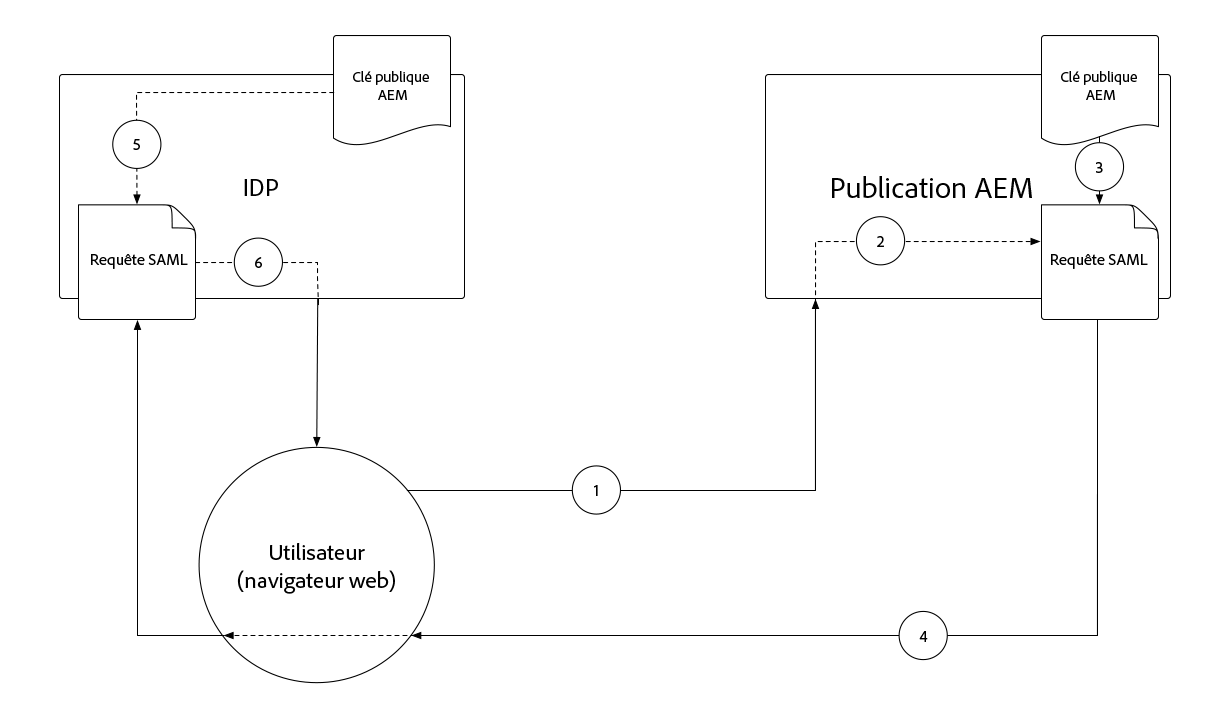 Clé publique
AEM
Clé publique
AEM
5
3
IDP
Publication AEM
2
Requête SAML
6
Requête SAML
1
Utilisateur
(navigateur web)
4